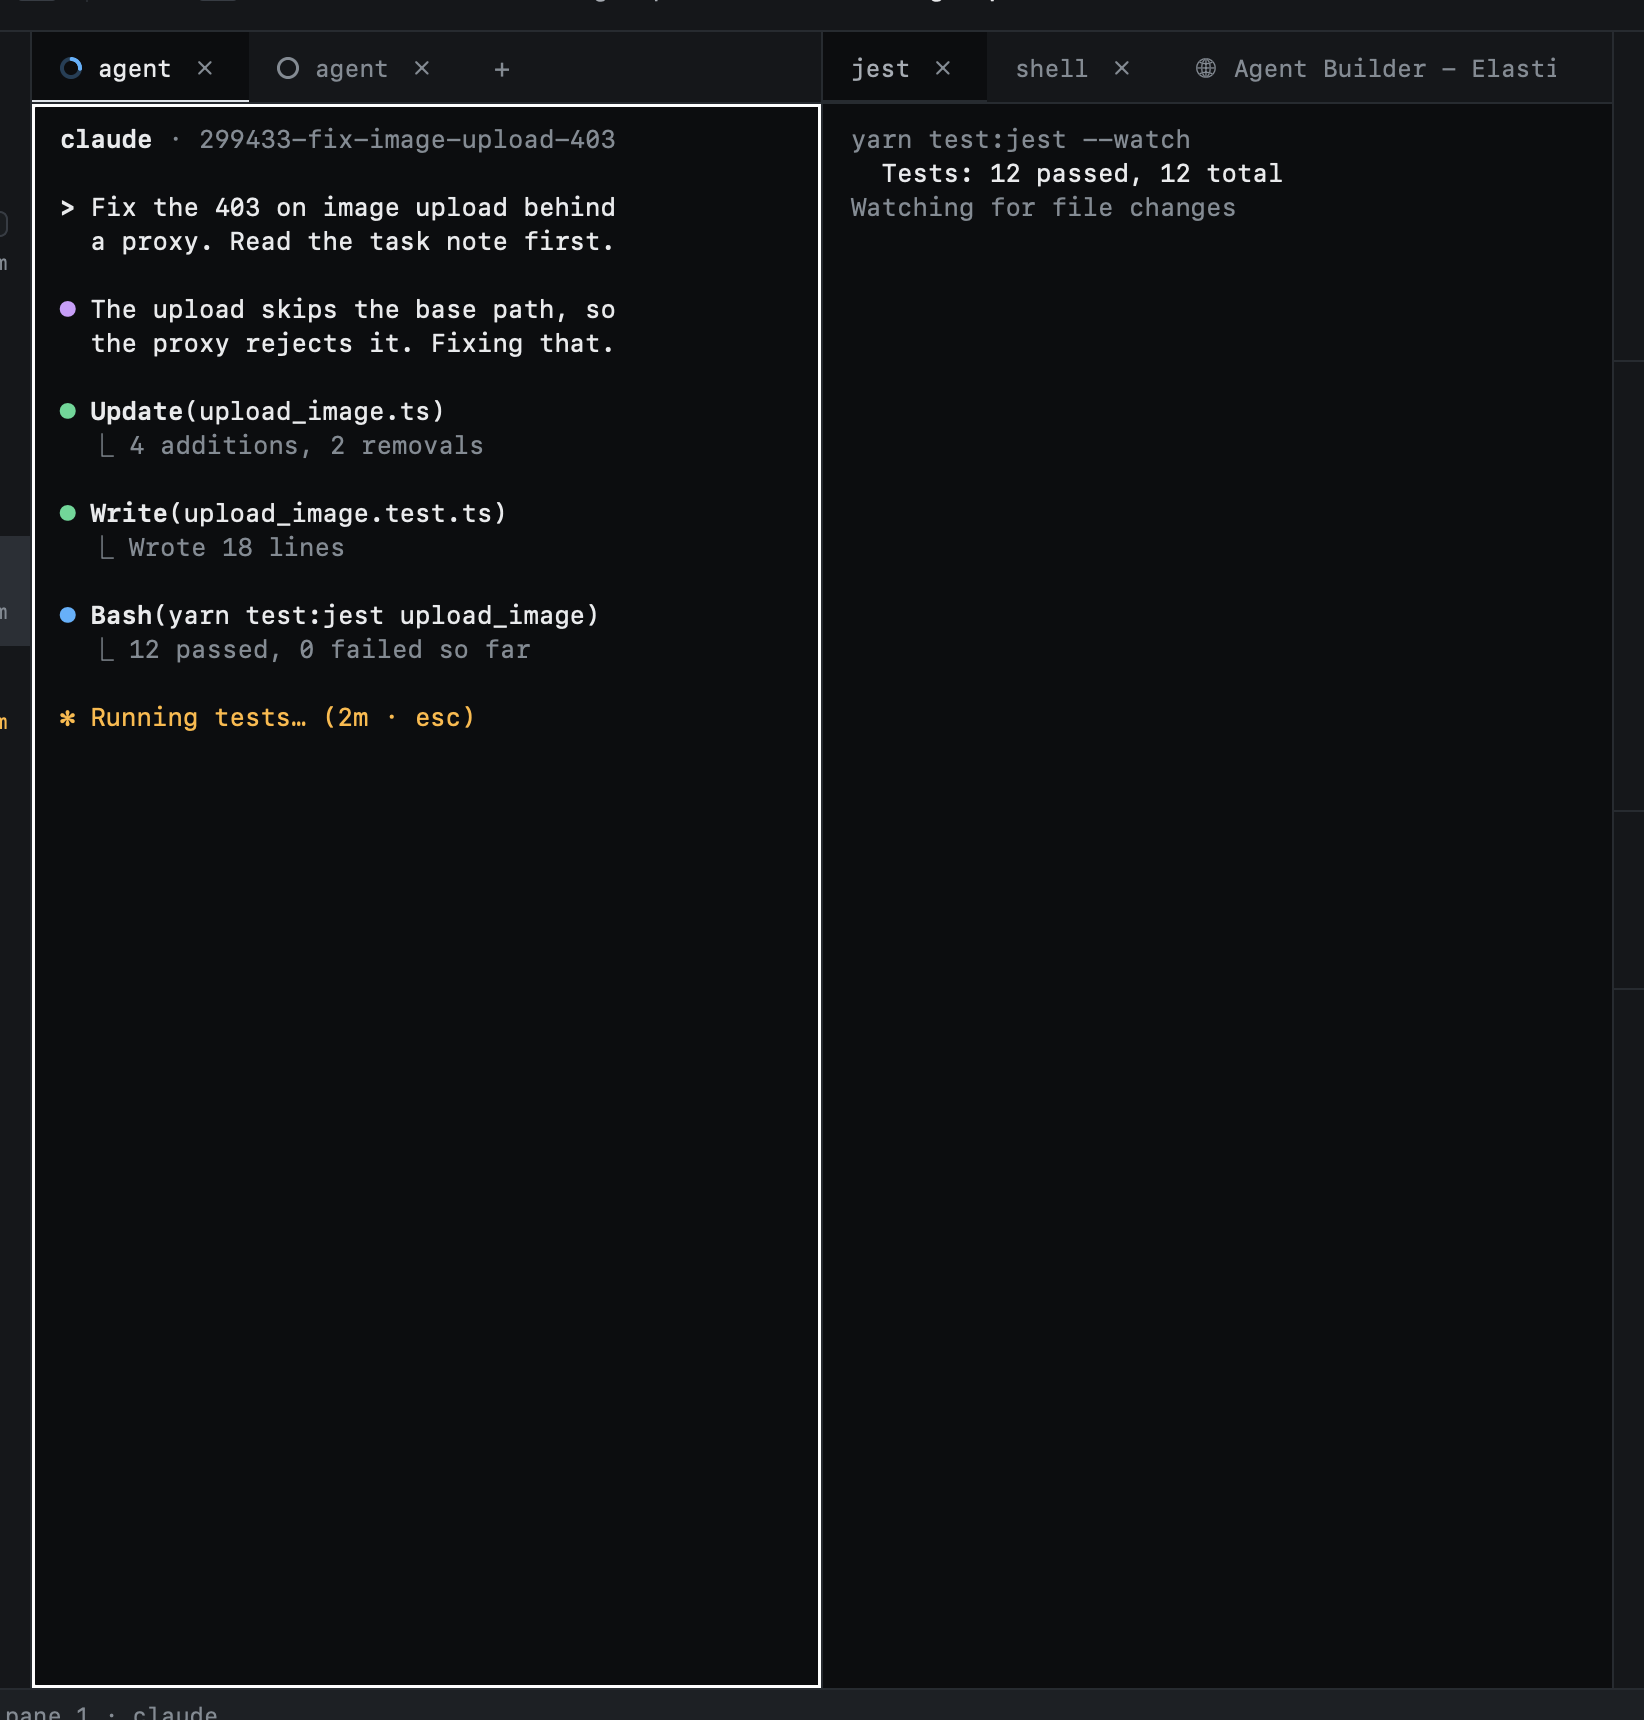 agent × agent × +
jest × shell × Agent Builder – Elasti
claude · 299433-fix-image-upload-403
> Fix the 403 on image upload behind
a proxy. Read the task note first.
● The upload skips the base path, so
the proxy rejects it. Fixing that.
● Update(upload_image.ts)
⎿ 4 additions, 2 removals
● Write(upload_image.test.ts)
⎿ Wrote 18 lines
● Bash(yarn test:jest upload_image)
⎿ 12 passed, 0 failed so far
✻ Running tests… (2m · esc)
yarn test:jest --watch
Tests: 12 passed, 12 total
Watching for file changes
m
m
m
pane 1 · claude